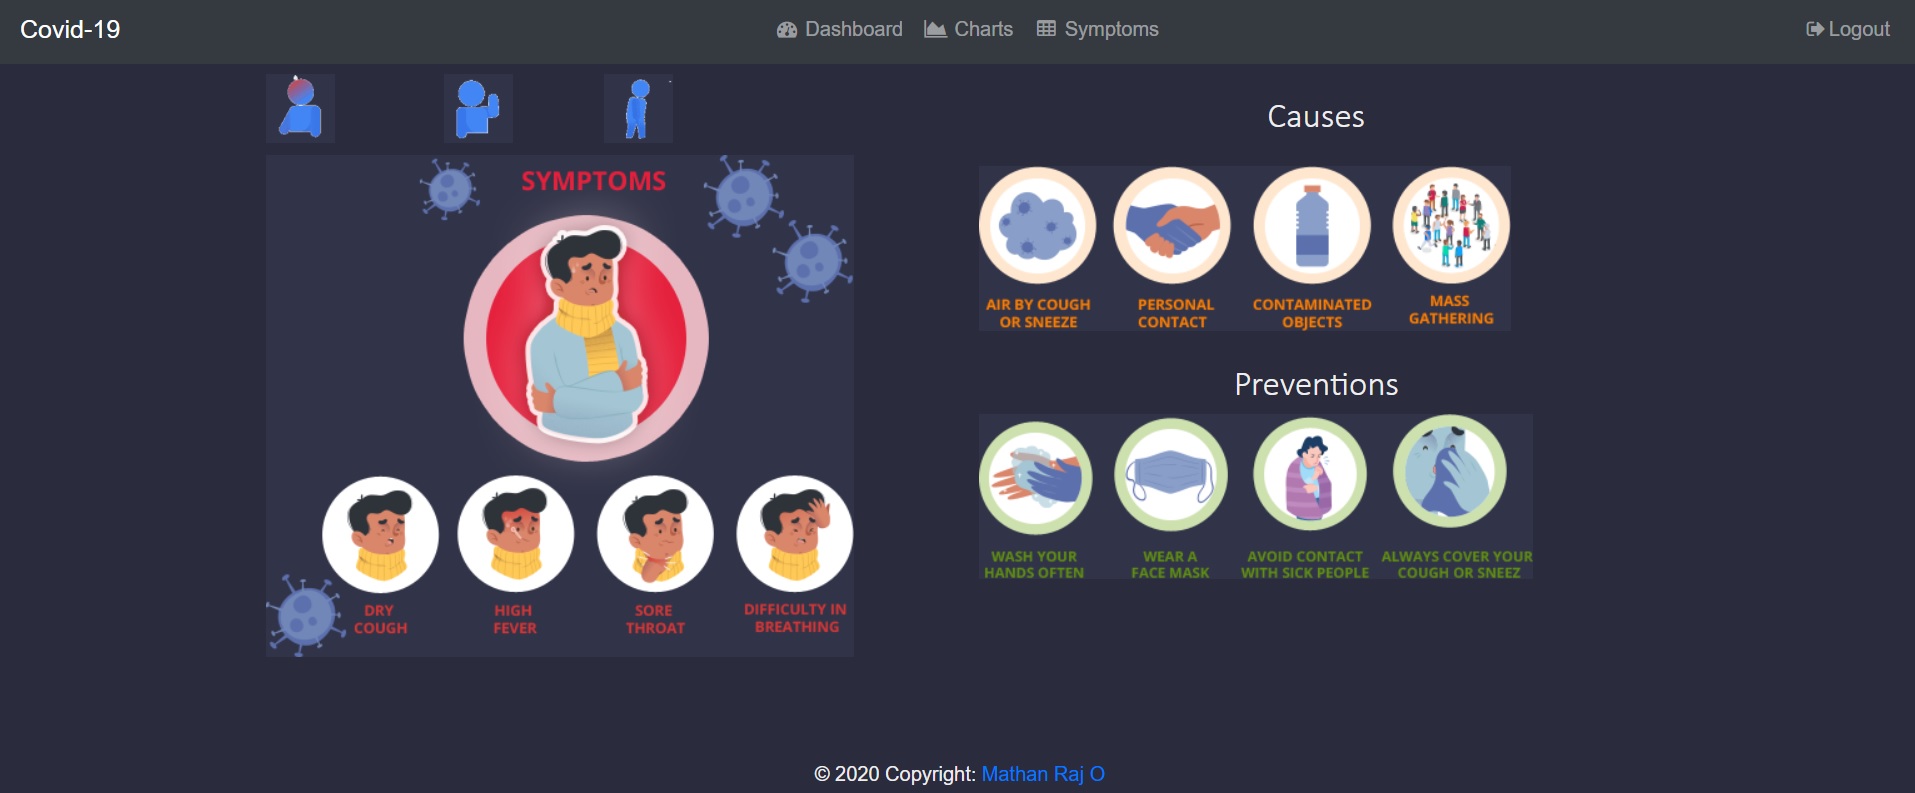 Covid-19
Dashboard
Charts
Symptoms
Logout
SYMPTOMS
DRY
COUGH
HIGH
FEVER
SORE
THROAT
DIFFICULTY IN
BREATHING
Causes
AIR BY COUGH
OR SNEEZE
PERSONAL
CONTACT
CONTAMINATED
OBJECTS
MASS
GATHERING
Preventions
WASH YOUR
HANDS OFTEN
WEAR A
FACE MASK
AVOID CONTACT
WITH SICK PEOPLE
ALWAYS COVER YOUR
COUGH OR SNEEZ
© 2020 Copyright: Mathan Raj O